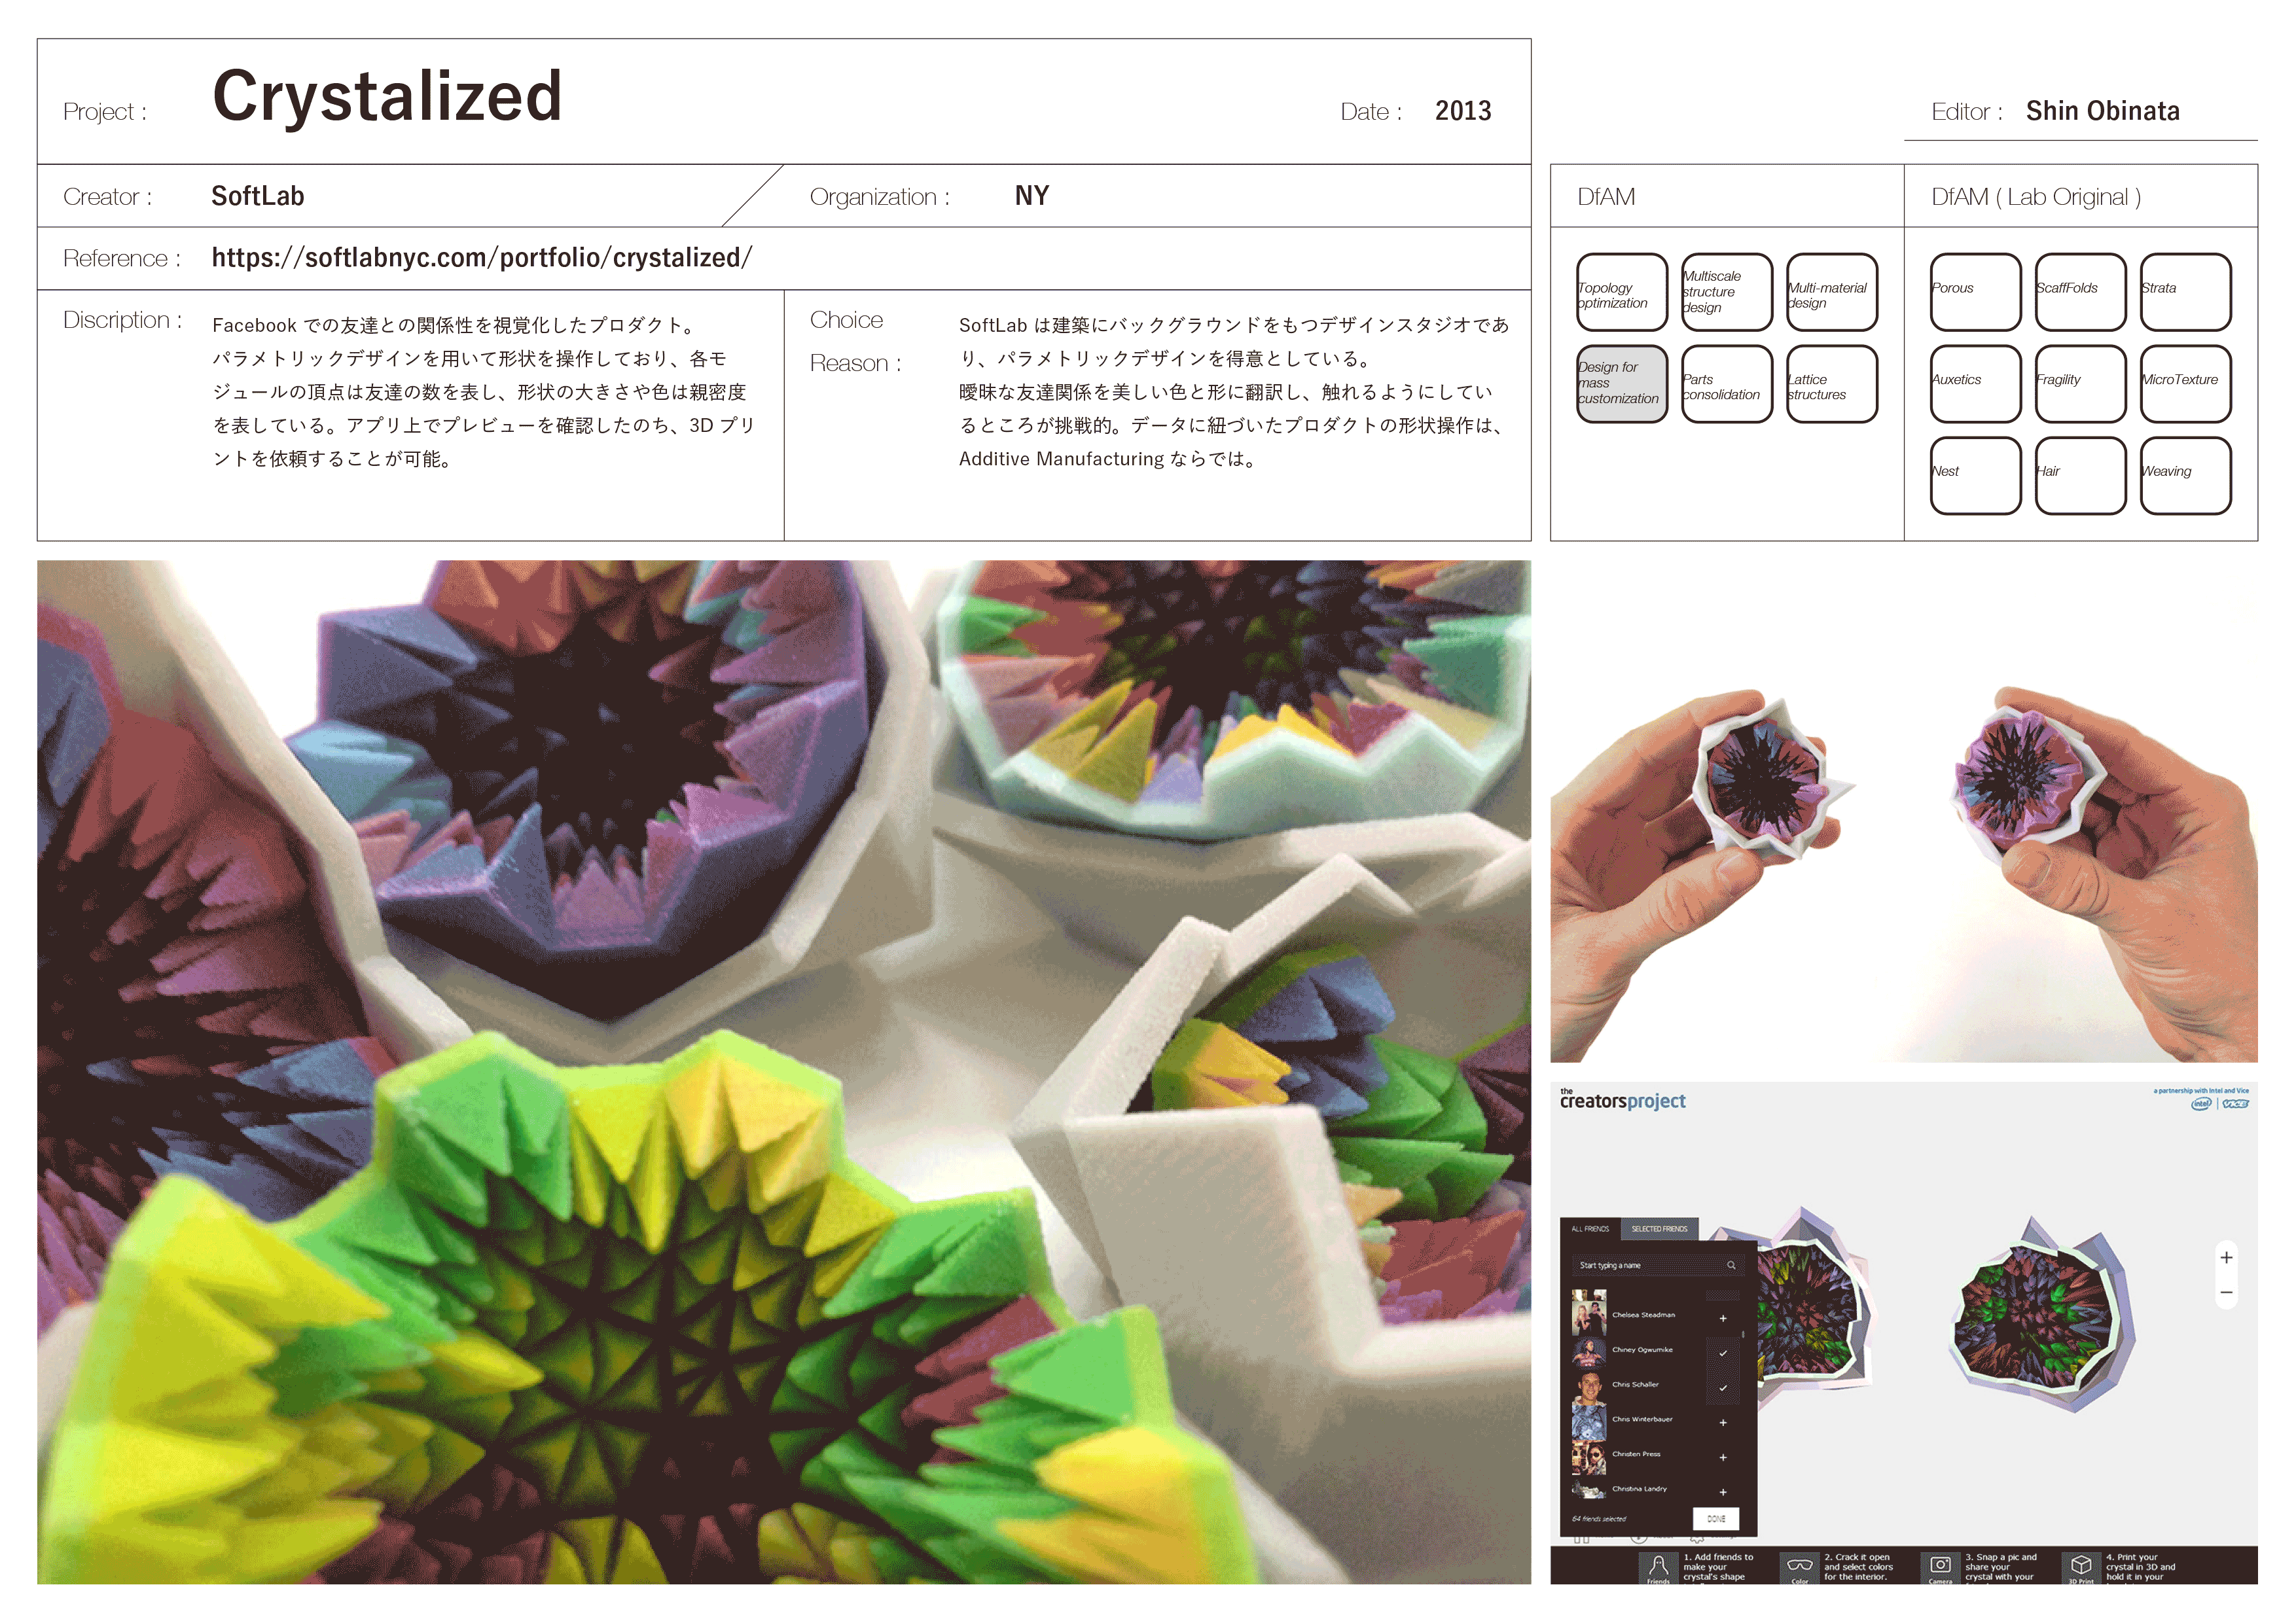 Project :
Crystalized
Date :
2013
Editor :
Shin Obinata
Creator :
SoftLab
Organization :
NY
Reference :
https://softlabnyc.com/portfolio/crystalized/
Discription :
Facebook での友達との関係性を視覚化したプロダクト。
パラメトリックデザインを用いて形状を操作しており、各モ
ジュールの頂点は友達の数を表し、形状の大きさや色は親密度
を表している。アプリ上でプレビューを確認したのち、3D プリ
ントを依頼することが可能。
Choice
Reason :
SoftLab は建築にバックグラウンドをもつデザインスタジオであ
り、パラメトリックデザインを得意としている。
曖昧な友達関係を美しい色と形に翻訳し、触れるようにしてい
るところが挑戦的。データに紐づいたプロダクトの形状操作は、
Additive Manufacturing ならでは。
DfAM
Topology
optimization
Multiscale
structure
design
Multi-material
design
Design for
mass
customization
Parts
consolidation
Lattice
structures
DfAM ( Lab Original )
Porous
ScaffFolds
Strata
Auxetics
Fragility
MicroTexture
Nest
Hair
Weaving
the
creatorsproject
a partnership with Intel and Vice
intel
VICE
ALL FRIENDS
SELECTED FRIENDS
Start typing a name
Chelsea Steadman
Chiney Ogwumike
Chris Schaller
Chris Winterbauer
Christen Press
Christina Landry
64 friends selected
DONE
Friends
1. Add friends to
make your
crystal's shape
Color
2. Crack it open
and select colors
for the interior.
Camera
3. Snap a pic and
share your
crystal with your
3D Print
4. Print your
crystal in 3D and
hold it in your